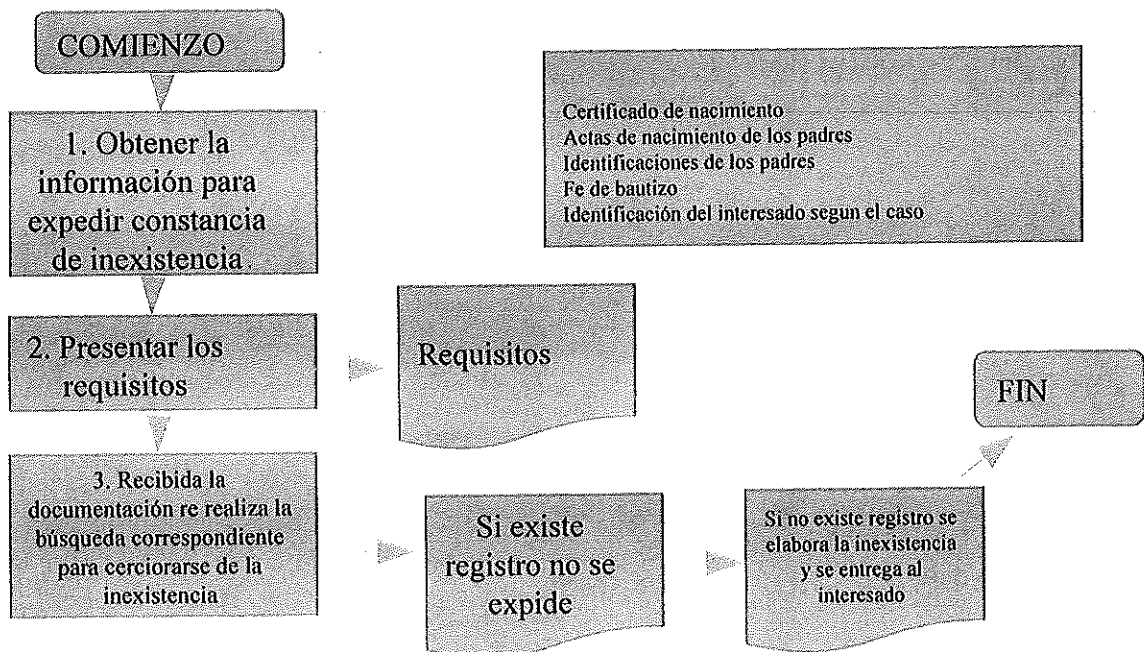 COMIENZO
1. Obtener la
información para
expedir constancia
de inexistencia.
Certificado de nacimiento
Actas de nacimiento de los padres
Identificaciones de los padres
Fe de bautizo
Identificación del interesado segun el caso
2. Presentar los
requisitos
Requisitos
3. Recibida la
documentación re realiza la
búsqueda correspondiente
para cerciorarse de la
inexistencia
Si existe
registro no se
expide
Si no existe registro se
elabora la inexistencia
y se entrega al
interesado
FIN